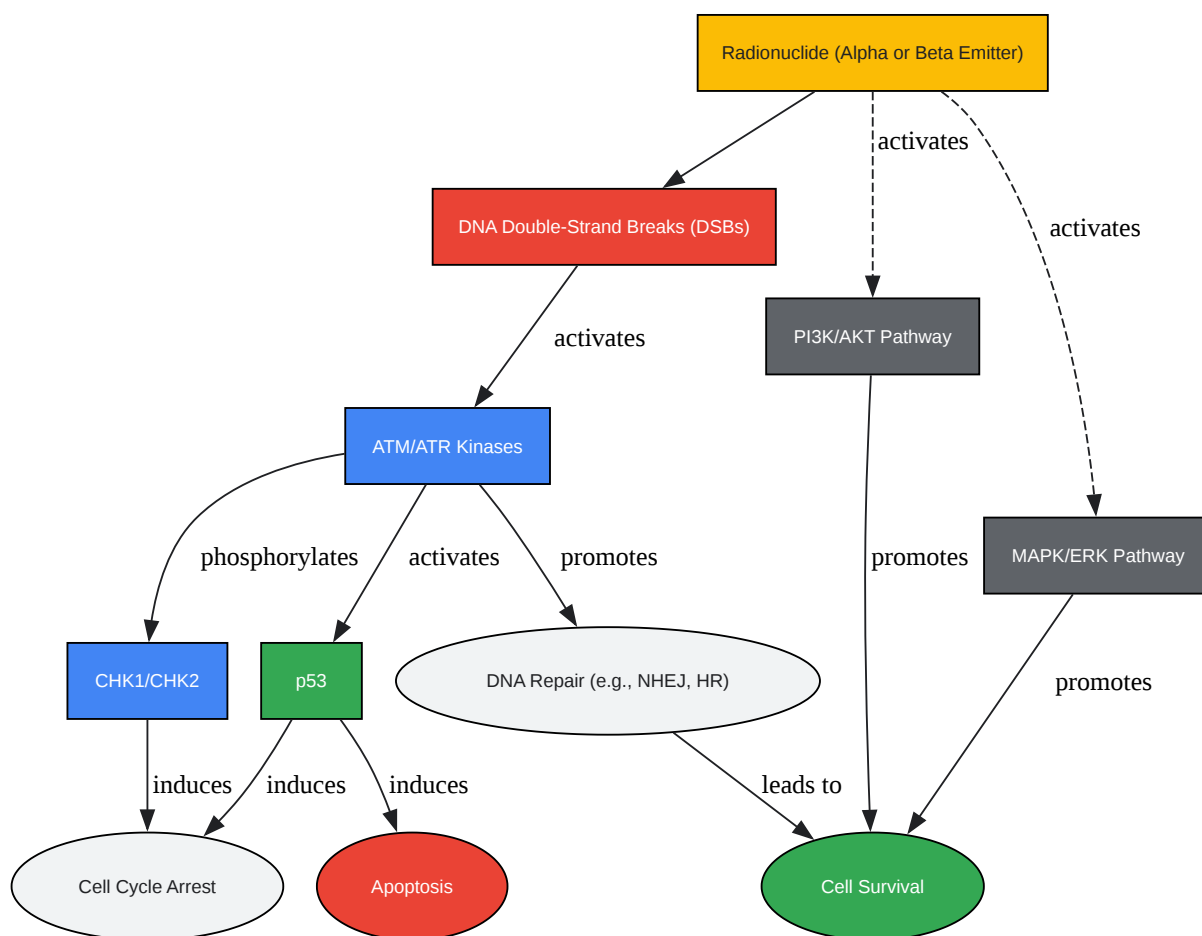 Radionuclide (Alpha or Beta Emitter)
activates
activates
DNA Double-Strand Breaks (DSBs)
activates
PI3K/AKT Pathway
ATM/ATR Kinases
phosphorylates
activates
promotes
promotes
MAPK/ERK Pathway
CHK1/CHK2
p53
DNA Repair (e.g., NHEJ, HR)
promotes
induces
induces
induces
leads to
Cell Cycle Arrest
Apoptosis
Cell Survival